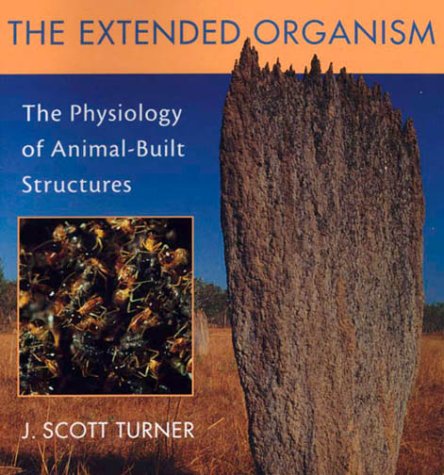 THE EXTENDED ORGANISM
The Physiology
of Animal-Built
Structures
J. SCOTT TURNER